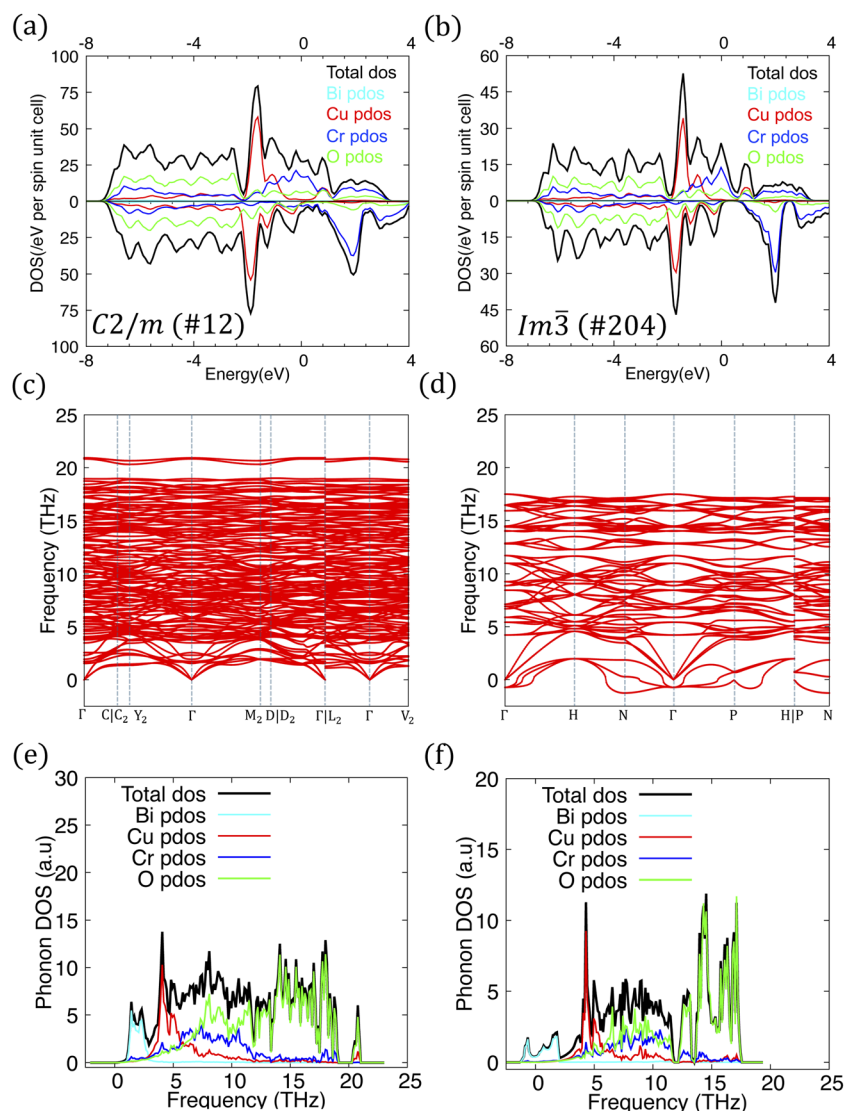 (a)
-8 -4 0 4
100
75
50
25
0
25
50
75
100
DOS(/eV per spin unit cell)
Total dos
Bi pdos
Cu pdos
Cr pdos
O pdos
C2/m (#12)
-8 -4 0 4
Energy(eV)
(b)
-8 -4 0 4
60
45
30
15
0
15
30
45
60
DOS(/eV per spin unit cell)
Total dos
Bi pdos
Cu pdos
Cr pdos
O pdos
Im3̅ (#204)
-8 -4 0 4
Energy(eV)
(c)
25
20
15
10
5
0
Frequency (THz)
Γ C|C₂ Y₂ Γ M₂ D|D₂ Γ|L₂ Γ V₂
(d)
25
20
15
10
5
0
Frequency (THz)
Γ H N Γ P H|P N
(e)
30
25
20
15
10
5
0
Phonon DOS (a.u)
Total dos
Bi pdos
Cu pdos
Cr pdos
O pdos
0 5 10 15 20 25
Frequency (THz)
(f)
20
15
10
5
0
Phonon DOS (a.u)
Total dos
Bi pdos
Cu pdos
Cr pdos
O pdos
0 5 10 15 20 25
Frequency (THz)